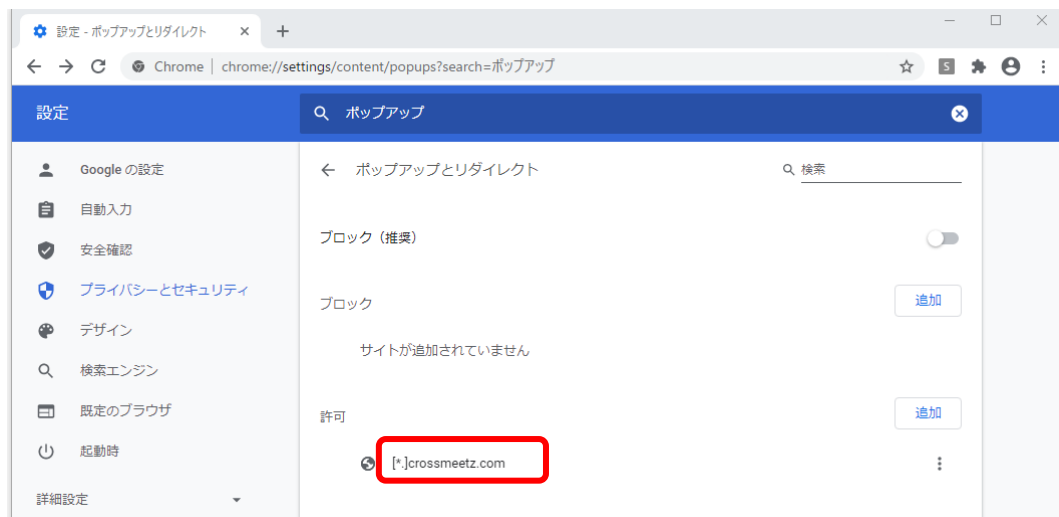 設定 - ポップアップとリダイレクト
Chrome | chrome://settings/content/popups?search=ポップアップ
S
設定
ポップアップ
Google の設定
自動入力
安全確認
プライバシーとセキュリティ
デザイン
検索エンジン
既定のブラウザ
起動時
詳細設定
ポップアップとリダイレクト
検索
ブロック（推奨）
ブロック
追加
サイトが追加されていません
許可
追加
[*.]crossmeetz.com